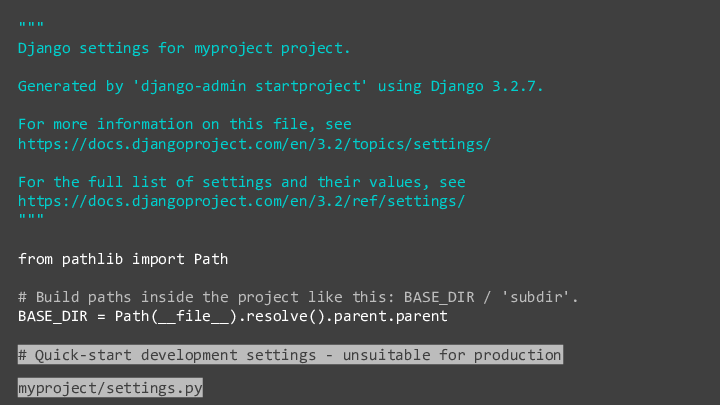 """
Django settings for myproject project.
Generated by 'django-admin startproject' using Django 3.2.7.
For more information on this file, see
https://docs.djangoproject.com/en/3.2/topics/settings/
For the full list of settings and their values, see
https://docs.djangoproject.com/en/3.2/ref/settings/
"""
from pathlib import Path
# Build paths inside the project like this: BASE_DIR / 'subdir'.
BASE_DIR = Path(__file__).resolve().parent.parent
# Quick-start development settings - unsuitable for production
myproject/settings.py